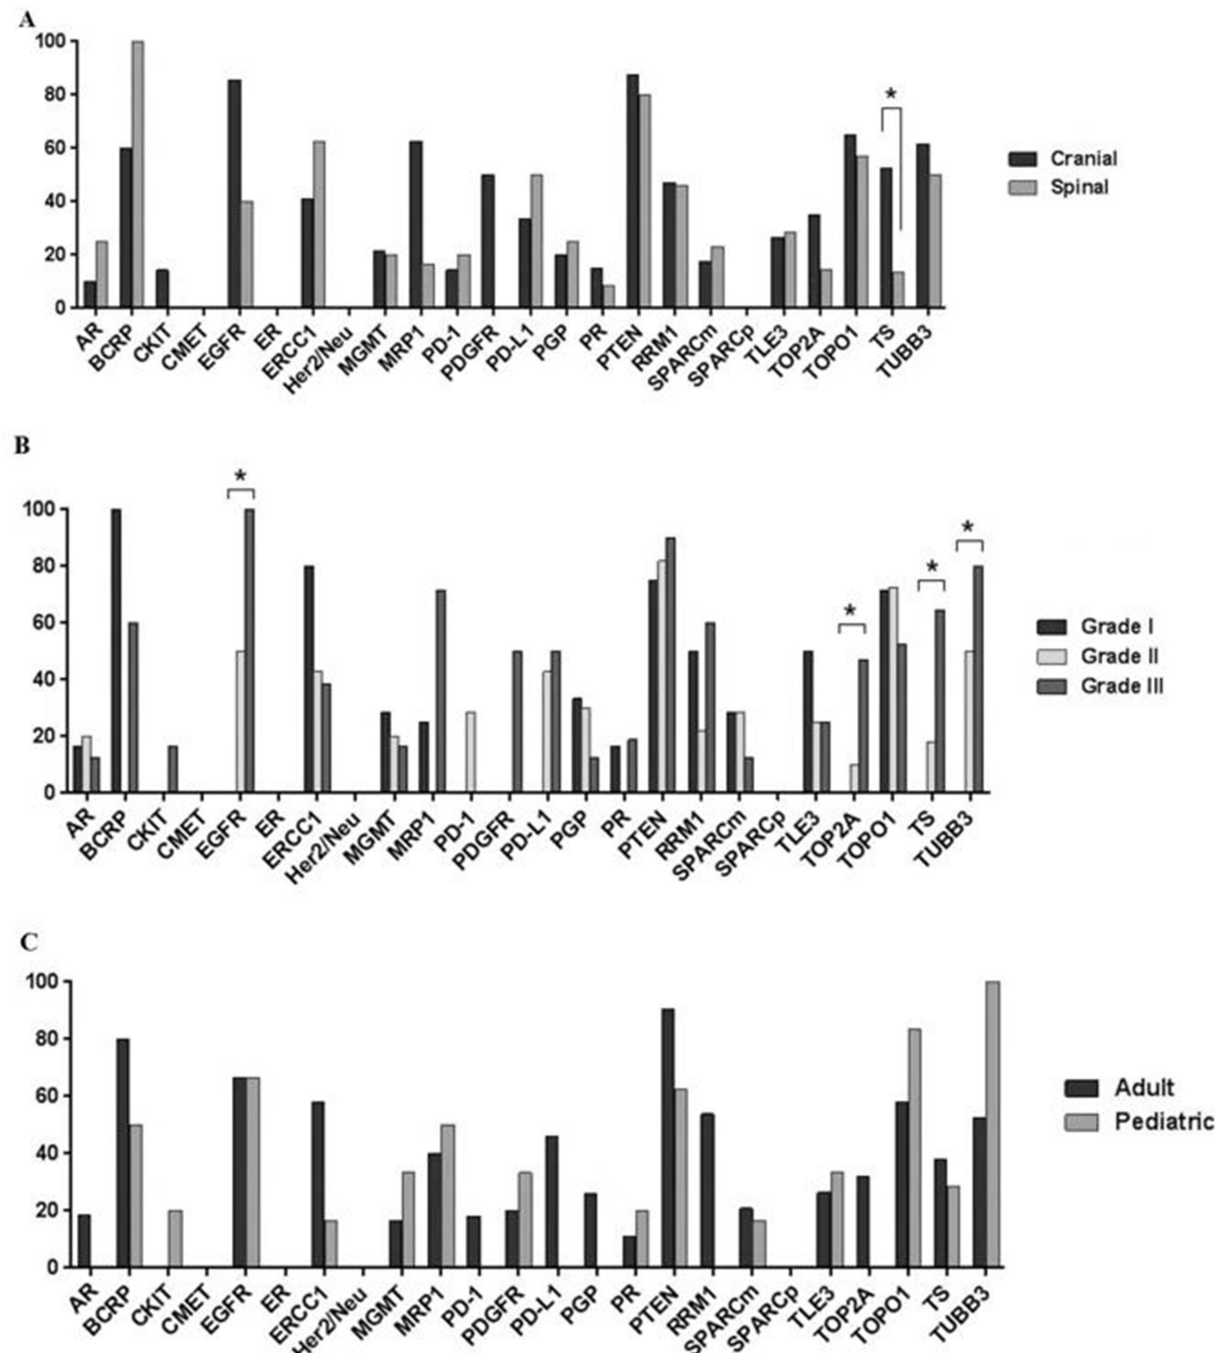 A
100
80
60
40
20
0
AR BCRP CKIT CMET EGFR ER ERCC1 Her2/Neu MGMT MRP1 PD-1 PDGFR PD-L1 PGP PR PTEN RRM1 SPARCm SPARCp TLE3 TOP2A TOPO1 TS TUBB3
*
Cranial
Spinal
B
100
80
60
40
20
0
AR BCRP CKIT CMET EGFR ER ERCC1 Her2/Neu MGMT MRP1 PD-1 PDGFR PD-L1 PGP PR PTEN RRM1 SPARCm SPARCp TLE3 TOP2A TOPO1 TS TUBB3
* * * *
Grade I
Grade II
Grade III
C
100
80
60
40
20
0
AR BCRP CKIT CMET EGFR ER ERCC1 Her2/Neu MGMT MRP1 PD-1 PDGFR PD-L1 PGP PR PTEN RRM1 SPARCm SPARCp TLE3 TOP2A TOPO1 TS TUBB3
Adult
Pediatric